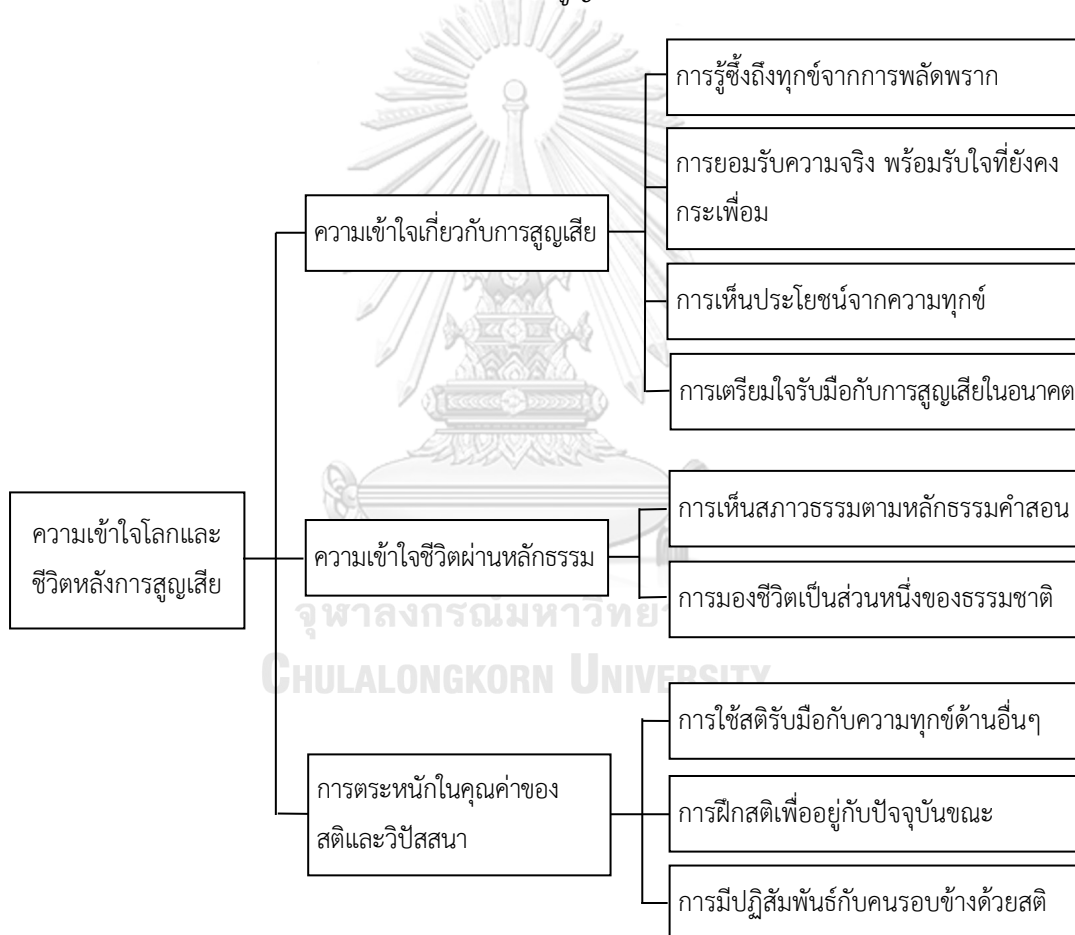 การรู้ซึ้งถึงทุกข์จากการพลัดพราก
การยอมรับความจริง พร้อมรับใจที่ยังคง
กระเพื่อม
ความเข้าใจเกี่ยวกับการสูญเสีย
การเห็นประโยชน์จากความทุกข์
การเตรียมใจรับมือกับการสูญเสียในอนาคต
ความเข้าใจโลกและ
ชีวิตหลังการสูญเสีย
ความเข้าใจชีวิตผ่านหลักธรรม
การเห็นสภาวธรรมตามหลักธรรมคำสอน
การมองชีวิตเป็นส่วนหนึ่งของธรรมชาติ
จุฬาลงกรณ์มหาวิทย
CHULALONGKORN UNIVERSITY
การใช้สติรับมือกับความทุกข์ด้านอื่นๆ
การตระหนักในคุณค่าของ
สติและวิปัสสนา
การฝึกสติเพื่ออยู่กับปัจจุบันขณะ
การมีปฏิสัมพันธ์กับคนรอบข้างด้วยสติ